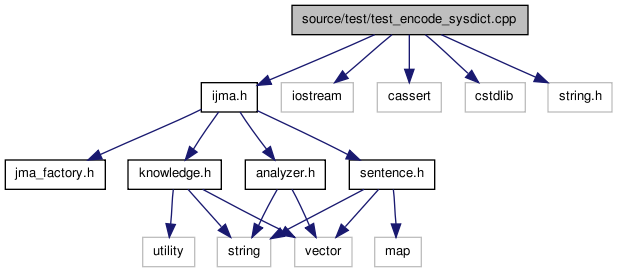 source/test/test_encode_sysdict.cpp
ijma.h
iostream
cassert
cstdlib
string.h
jma_factory.h
knowledge.h
analyzer.h
sentence.h
utility
string
vector
map